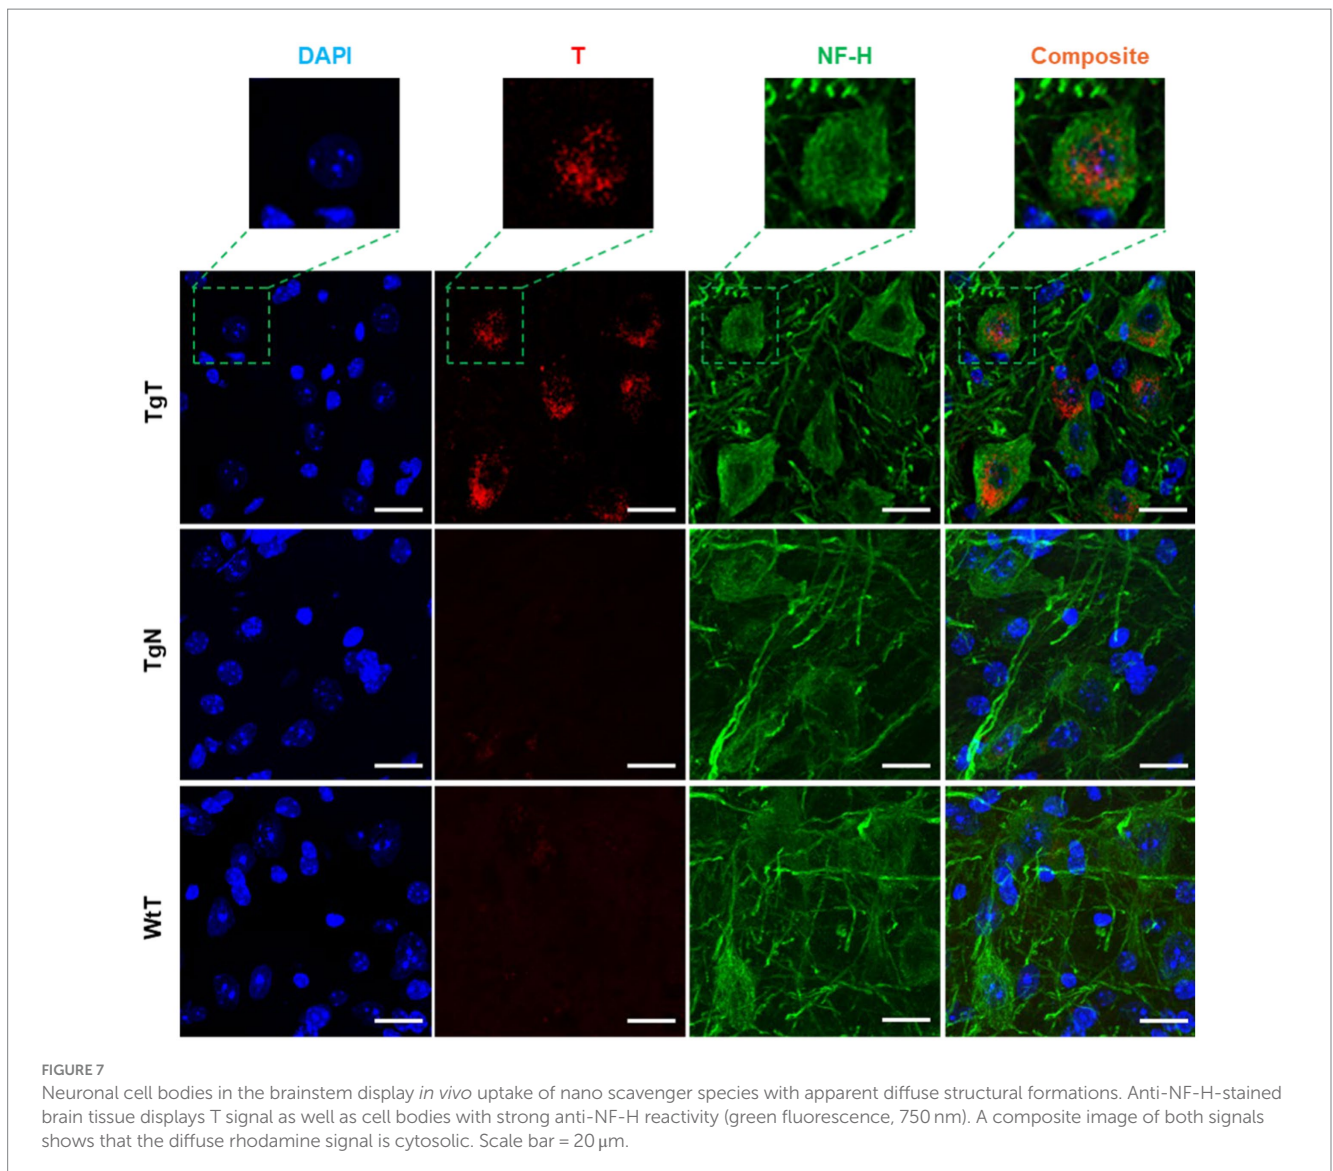 DAPI T NF-H Composite
TgT
TgN
WtT
FIGURE 7
Neuronal cell bodies in the brainstem display in vivo uptake of nano scavenger species with apparent diffuse structural formations. Anti-NF-H-stained
brain tissue displays T signal as well as cell bodies with strong anti-NF-H reactivity (green fluorescence, 750 nm). A composite image of both signals
shows that the diffuse rhodamine signal is cytosolic. Scale bar = 20 μm.